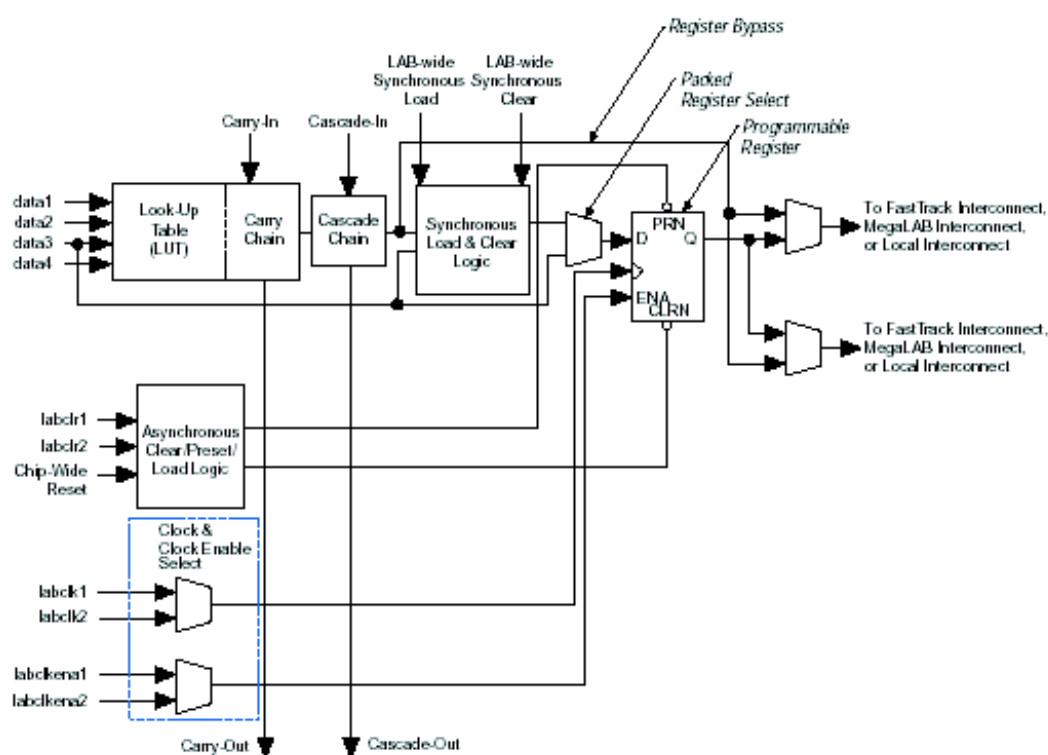 Register Bypass
LAB-wide
Synchronous
Load
LAB-wide
Synchronous
Clear
Packed
Register Select
Carry-In
Cascade-In
Programmable
Register
data1
data2
data3
data4
Look-Up
Table
(LUT)
Carry
Chain
Cascade
Chain
Synchronous
Load & Clear
Logic
PRN
D
Q
ENA
CLRN
To FastTrack Interconnect,
MegaLAB Interconnect,
or Local Interconnect
To FastTrack Interconnect,
MegaLAB Interconnect,
or Local Interconnect
labclr1
labclr2
Chip-Wide
Reset
Asynchronous
Clear/Preset/
Load Logic
Clock &
Clock Enable
Select
labclk1
labclk2
labclkena1
labclkena2
Carry-Out
Cascade-Out